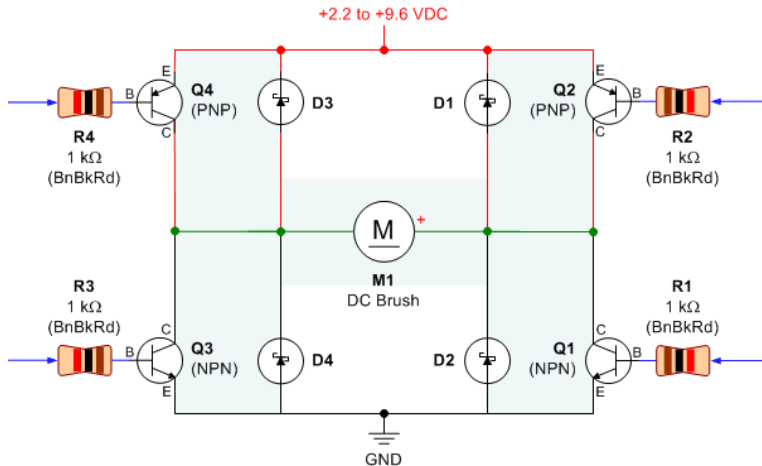 +2.2 to +9.6 VDC
E
B
C
Q4
(PNP)
D3
D1
Q2
(PNP)
E
B
C
R4
1 kΩ
(BnBkRd)
R2
1 kΩ
(BnBkRd)
M
+
M1
DC Brush
R3
1 kΩ
(BnBkRd)
R1
1 kΩ
(BnBkRd)
C
B
E
Q3
(NPN)
D4
D2
Q1
(NPN)
C
B
E
GND